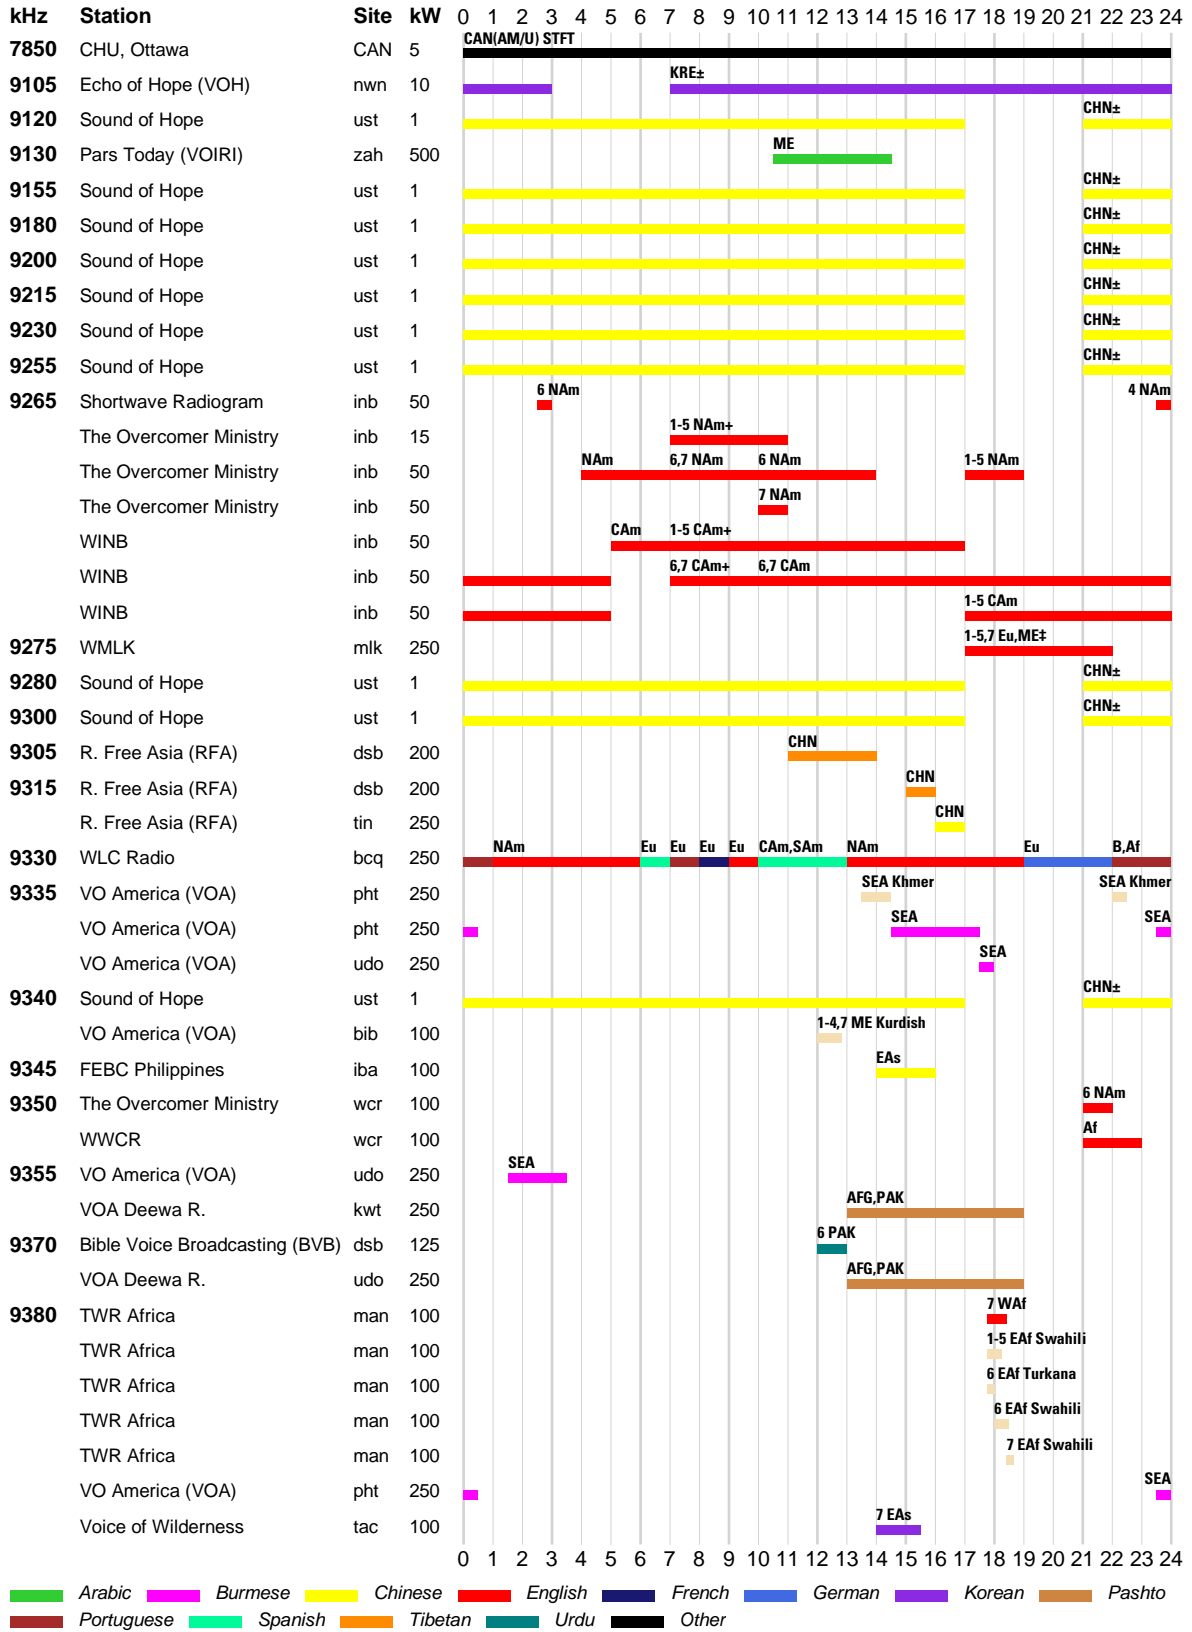 kHz Station Site kW 0 1 2 3 4 5 6 7 8 9 10 11 12 13 14 15 16 17 18 19 20 21 22 23 24
7850 CHU, Ottawa CAN 5 CAN(AM/U) STFT
9105 Echo of Hope (VOH) nwn 10 KRE±
9120 Sound of Hope ust 1 CHN±
9130 Pars Today (VOIRI) zah 500 ME
9155 Sound of Hope ust 1 CHN±
9180 Sound of Hope ust 1 CHN±
9200 Sound of Hope ust 1 CHN±
9215 Sound of Hope ust 1 CHN±
9230 Sound of Hope ust 1 CHN±
9255 Sound of Hope ust 1 CHN±
9265 Shortwave Radiogram inb 50 6 NAm 4 NAm
The Overcomer Ministry inb 15 1-5 NAm+
The Overcomer Ministry inb 50 NAm 6,7 NAm 6 NAm 1-5 NAm
The Overcomer Ministry inb 50 7 NAm
WINB inb 50 CAm 1-5 CAm+
WINB inb 50 6,7 CAm+ 6,7 CAm
WINB inb 50 1-5 CAm
9275 WMLK mlk 250 1-5,7 Eu,ME‡
9280 Sound of Hope ust 1 CHN±
9300 Sound of Hope ust 1 CHN±
9305 R. Free Asia (RFA) dsb 200 CHN
9315 R. Free Asia (RFA) dsb 200 CHN
R. Free Asia (RFA) tin 250 CHN
9330 WLC Radio bcq 250 NAm Eu Eu Eu Eu CAm,SAm NAm Eu B,Af
9335 VO America (VOA) pht 250 SEA Khmer SEA Khmer
VO America (VOA) pht 250 SEA SEA
VO America (VOA) udo 250 SEA
9340 Sound of Hope ust 1 CHN±
VO America (VOA) bib 100 1-4,7 ME Kurdish
9345 FEBC Philippines iba 100 EAs
9350 The Overcomer Ministry wcr 100 6 NAm
WWCR wcr 100 Af
9355 VO America (VOA) udo 250 SEA
VOA Deewa R. kwt 250 AFG,PAK
9370 Bible Voice Broadcasting (BVB) dsb 125 6 PAK
VOA Deewa R. udo 250 AFG,PAK
9380 TWR Africa man 100 7 WAf
TWR Africa man 100 1-5 EAf Swahili
TWR Africa man 100 6 EAf Turkana
TWR Africa man 100 6 EAf Swahili
TWR Africa man 100 7 EAf Swahili
VO America (VOA) pht 250 SEA
Voice of Wilderness tac 100 7 EAs
0 1 2 3 4 5 6 7 8 9 10 11 12 13 14 15 16 17 18 19 20 21 22 23 24
Arabic Burmese Chinese English French German Korean Pashto
Portuguese Spanish Tibetan Urdu Other